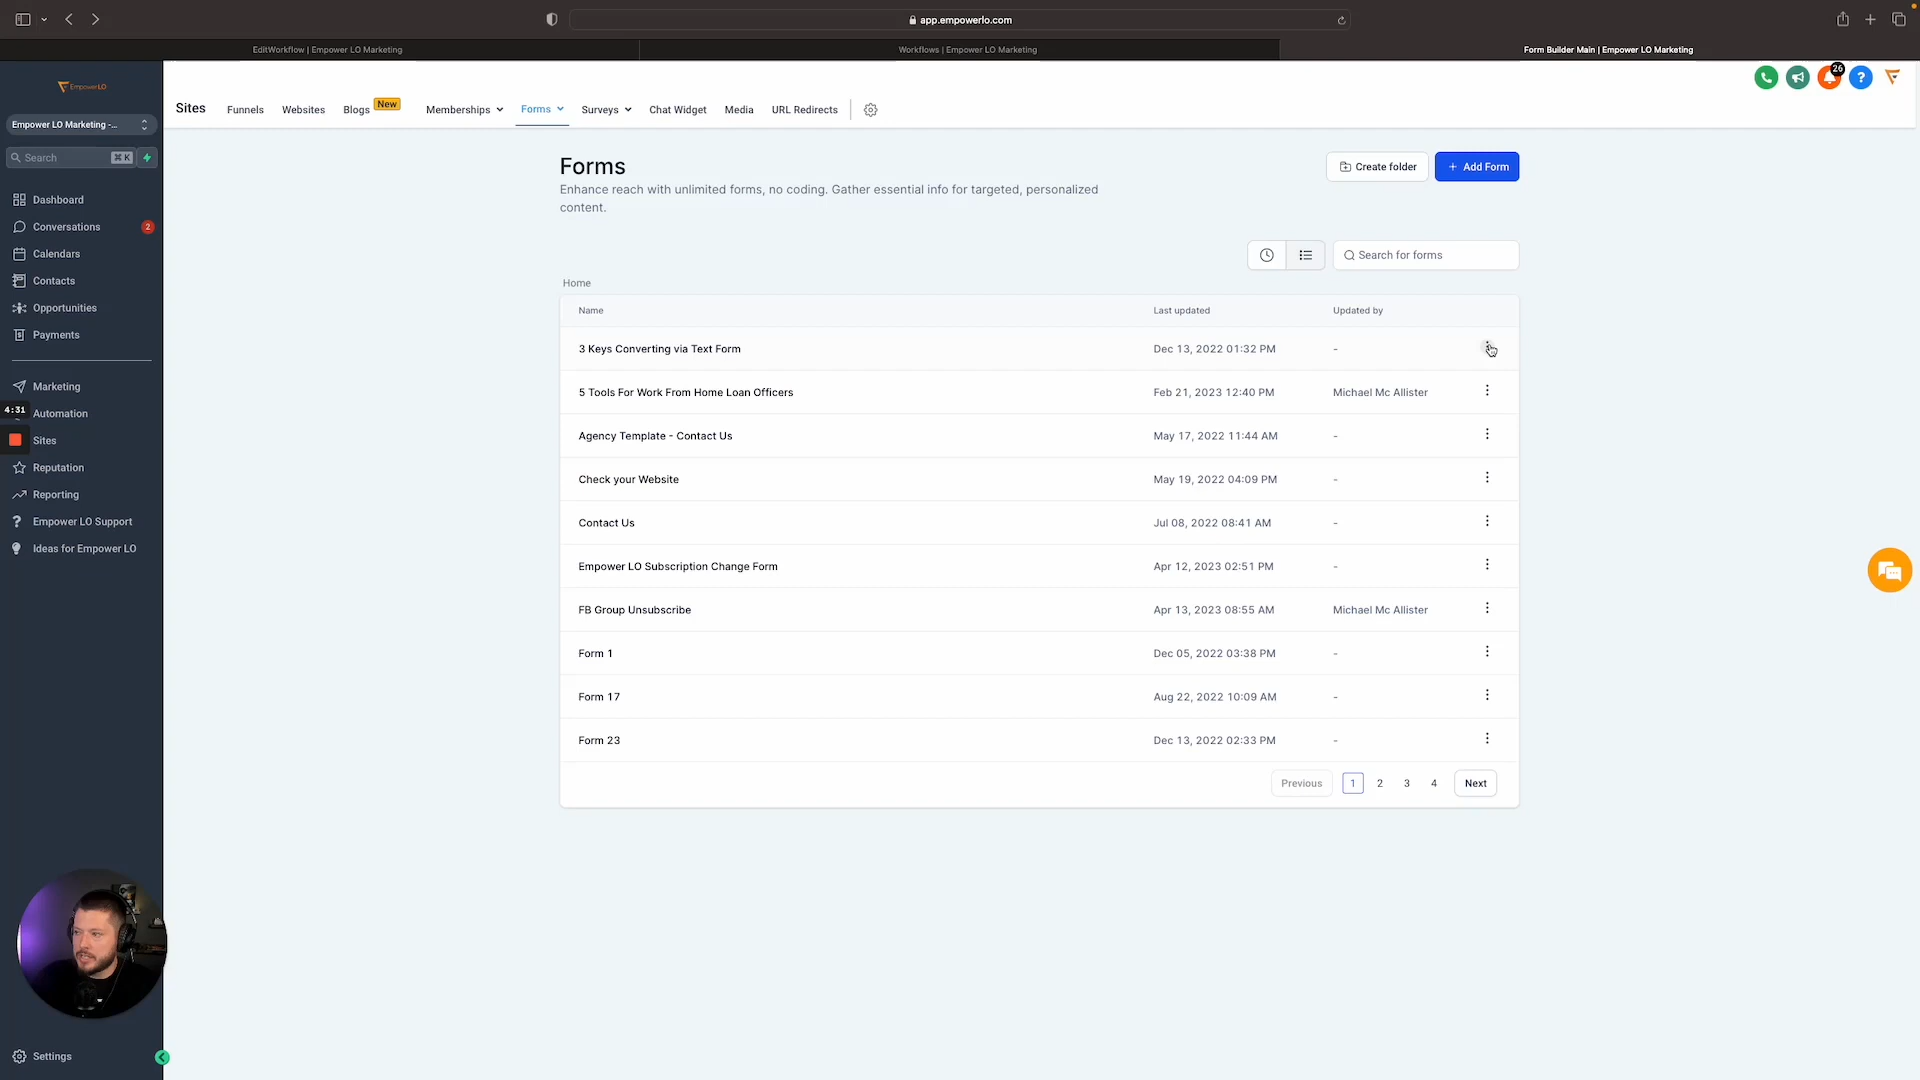 app.empowerlo.com
EditWorkflow | Empower LO Marketing
Workflows | Empower LO Marketing
Form Builder Main | Empower LO Marketing
EmpowerLO
26
?
Sites
Funnels
Websites
Blogs
New
Memberships
Forms
Surveys
Chat Widget
Media
URL Redirects
Empower LO Marketing -...
Search
⌘ K
Dashboard
Conversations
2
Calendars
Contacts
Opportunities
Payments
Marketing
4:31
Automation
Sites
Reputation
Reporting
? Empower LO Support
Ideas for Empower LO
Settings
Forms
Enhance reach with unlimited forms, no coding. Gather essential info for targeted, personalized
content.
Create folder
+ Add Form
Search for forms
Home
Name Last updated Updated by
3 Keys Converting via Text Form Dec 13, 2022 01:32 PM -
5 Tools For Work From Home Loan Officers Feb 21, 2023 12:40 PM Michael Mc Allister
Agency Template - Contact Us May 17, 2022 11:44 AM -
Check your Website May 19, 2022 04:09 PM -
Contact Us Jul 08, 2022 08:41 AM -
Empower LO Subscription Change Form Apr 12, 2023 02:51 PM -
FB Group Unsubscribe Apr 13, 2023 08:55 AM Michael Mc Allister
Form 1 Dec 05, 2022 03:38 PM -
Form 17 Aug 22, 2022 10:09 AM -
Form 23 Dec 13, 2022 02:33 PM -
Previous 1 2 3 4 Next